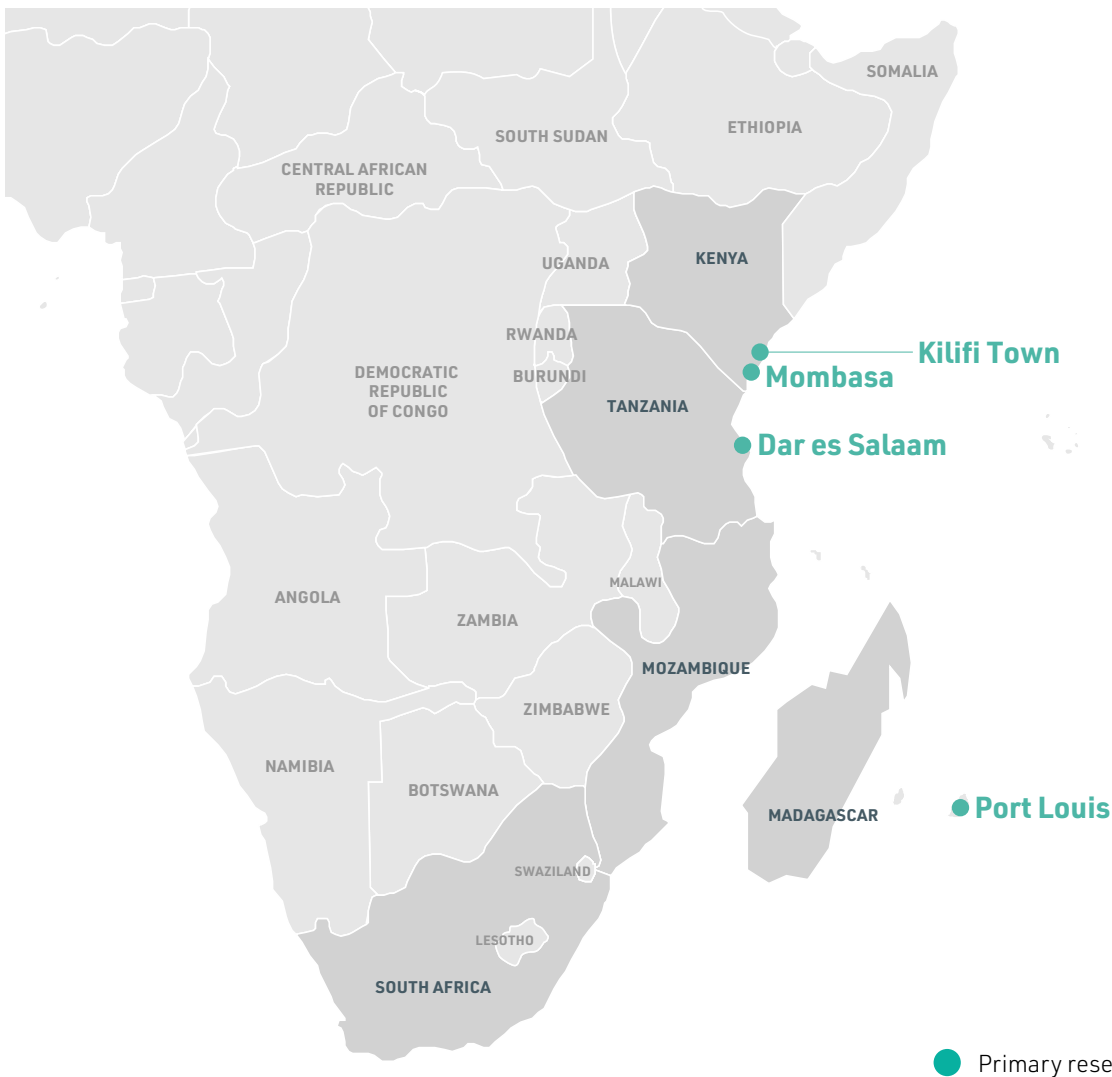 SOMALIA
ETHIOPIA
SOUTH SUDAN
CENTRAL AFRICAN
REPUBLIC
KENYA
UGANDA
RWANDA
Kilifi Town
DEMOCRATIC
REPUBLIC
OF CONGO
BURUNDI
Mombasa
TANZANIA
Dar es Salaam
MALAWI
ANGOLA
ZAMBIA
MOZAMBIQUE
ZIMBABWE
NAMIBIA
BOTSWANA
Port Louis
MADAGASCAR
SWAZILAND
LESOTHO
SOUTH AFRICA
Primary rese